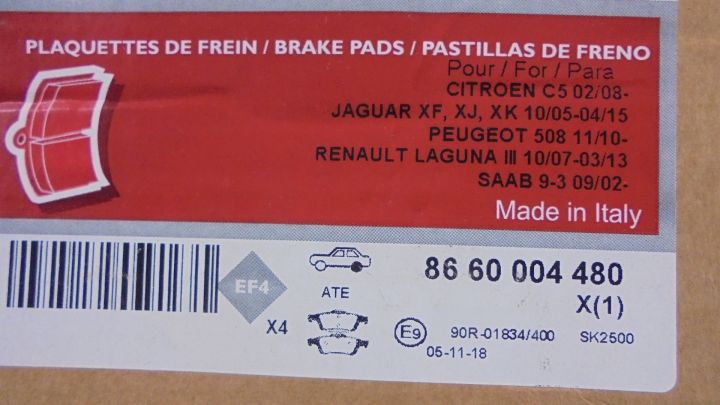 PLAQUETTES DE FREIN / BRAKE PADS / PASTILLAS DE FRENO
Pour / For / Para
CITROEN C5 02/08-
JAGUAR XF, XJ, XK 10/05-04/15
PEUGEOT 508 11/10-
RENAULT LAGUNA III 10/07-03/13
SAAB 9-3 09/02-
Made in Italy
EF4
86 60 004 480
ATE
X(1)
X4
E9 90R-01834/400 SK2500
05-11-18